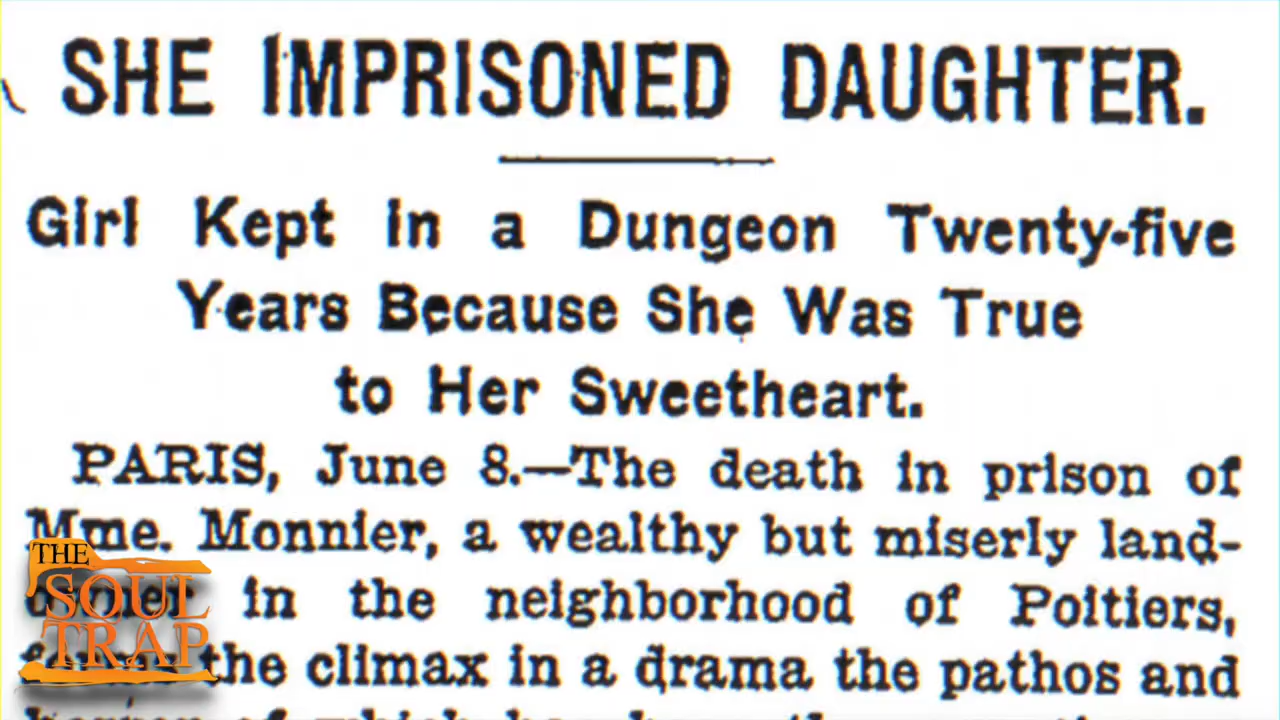 SHE IMPRISONED DAUGHTER.
Girl Kept in a Dungeon Twenty-five
Years Because She Was True
to Her Sweetheart.
PARIS, June 8.—The death in prison of
Mme. Monnier, a wealthy but miserly land-
in the neighborhood of Poitiers,
the climax in a drama the pathos and
of which
THE
SOUL
TRAP